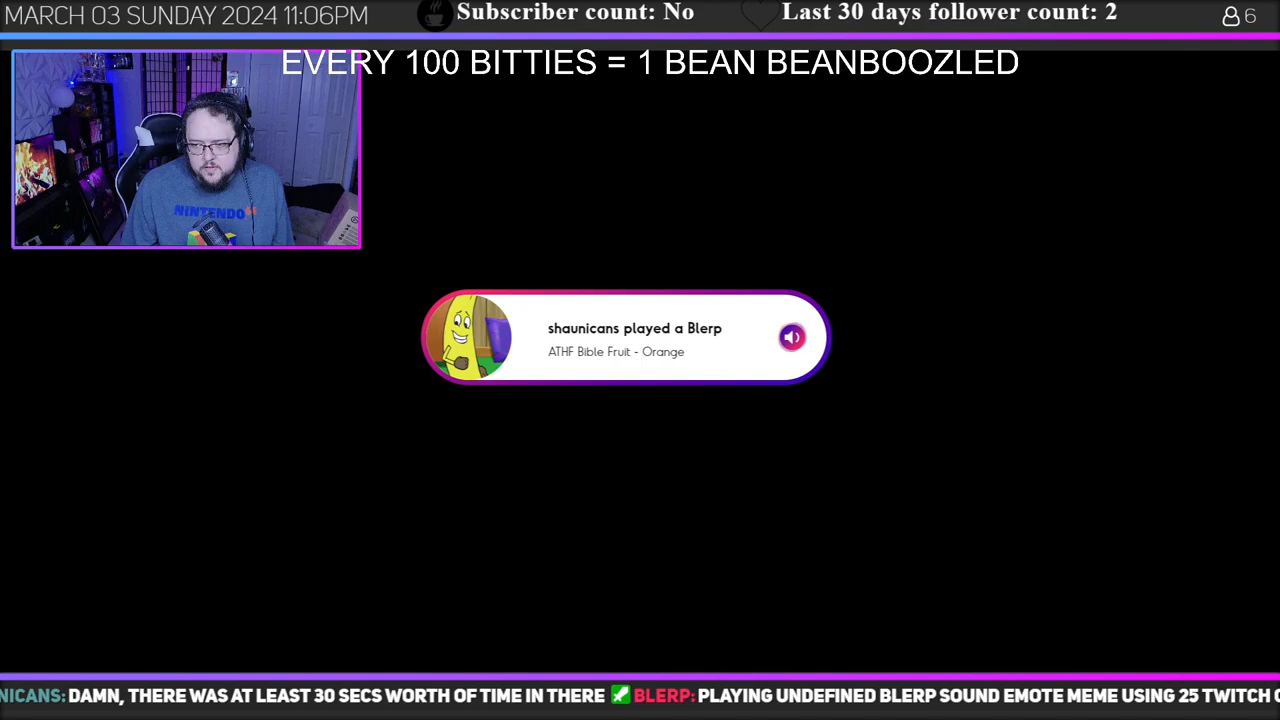 MARCH 03 SUNDAY 2024 11:06PM
Subscriber count: No
Last 30 days follower count: 2
6
EVERY 100 BITTIES = 1 BEAN BEANBOOZLED
NINTENDO
shaunicans played a Blerp
ATHF Bible Fruit - Orange
NICANS: DAMN, THERE WAS AT LEAST 30 SECS WORTH OF TIME IN THERE BLERP: PLAYING UNDEFINED BLERP SOUND EMOTE MEME USING 25 TWITCH